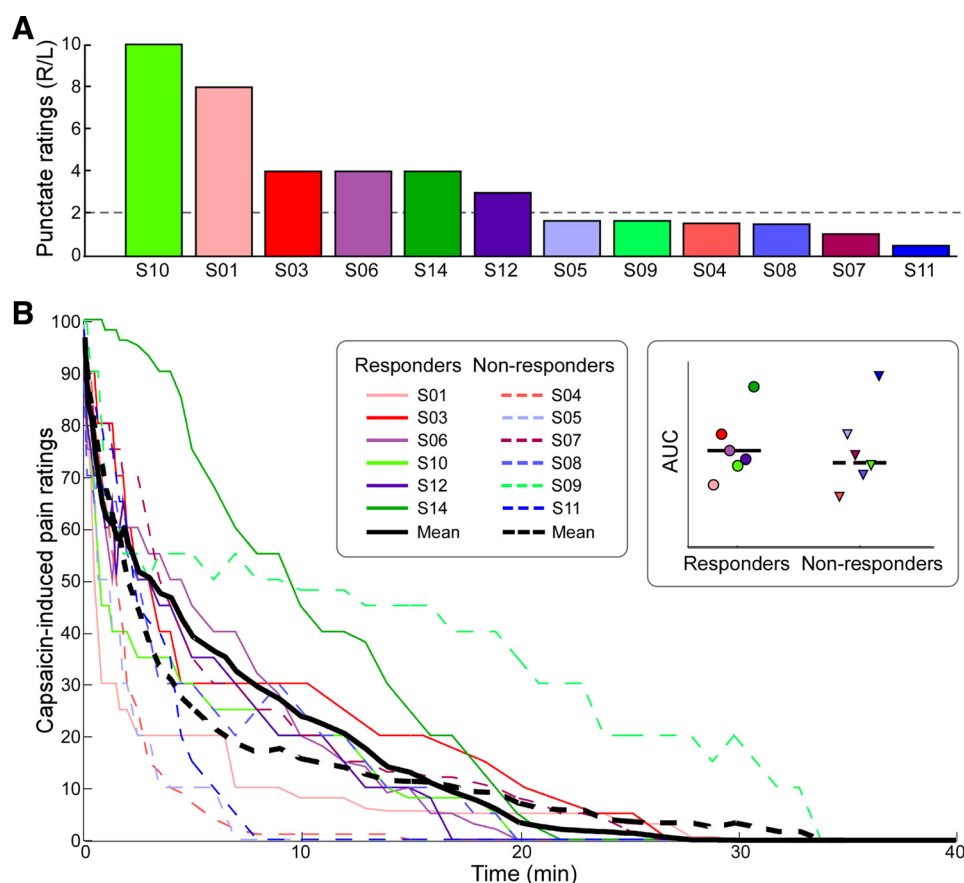 A
Punctate ratings (R/L)
10
8
6
4
2
0
S10 S01 S03 S06 S14 S12 S05 S09 S04 S08 S07 S11
B
Capsaicin-induced pain ratings
100
90
80
70
60
50
40
30
20
10
0
0 10 20 30 40
Time (min)
Responders Non-responders
S01 S04
S03 S05
S06 S07
S10 S08
S12 S09
S14 S11
Mean Mean
AUC
Responders Non-responders